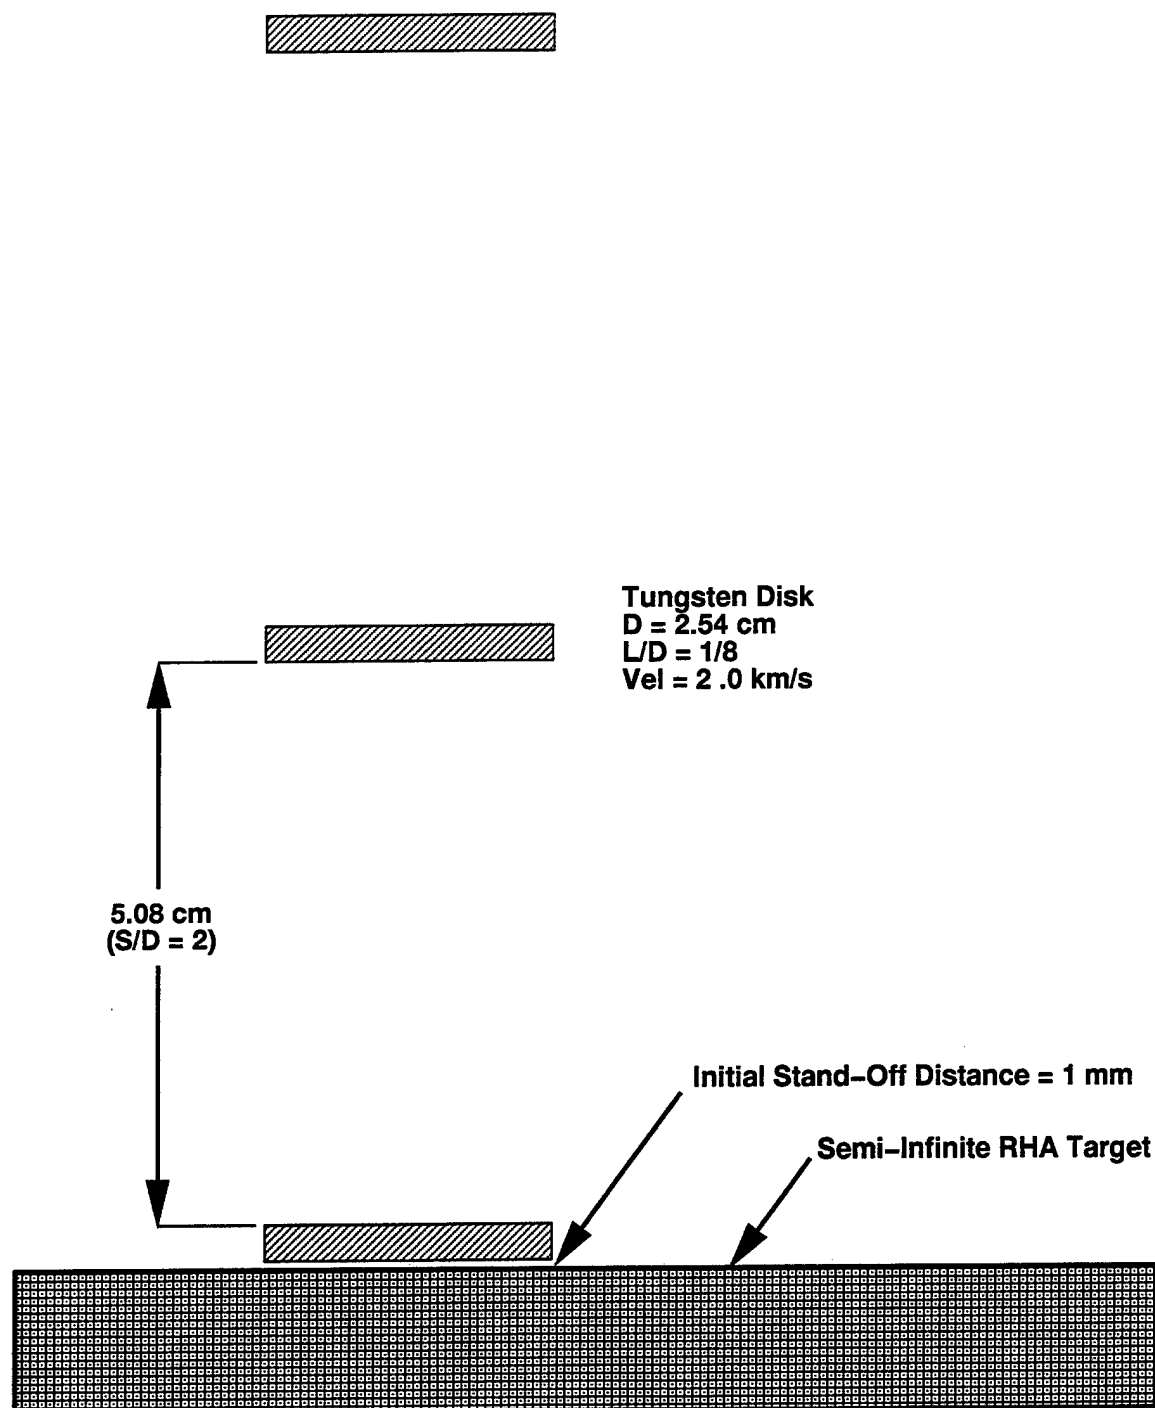 Tungsten Disk
D = 2.54 cm
L/D = 1/8
Vel = 2 .0 km/s
5.08 cm
(S/D = 2)
Initial Stand-Off Distance = 1 mm
Semi-Infinite RHA Target